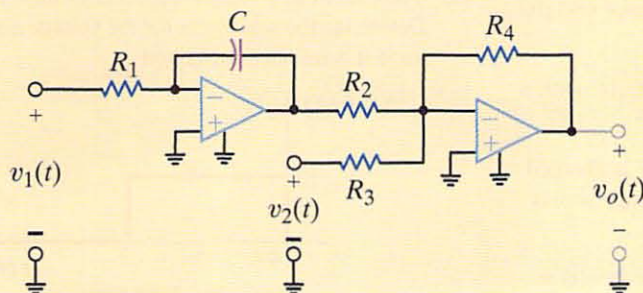 C
R₁
R₂
R₄
R₃
+
−
+
−
+
−
+
−
−
v₁(t)
v₂(t)
vₒ(t)